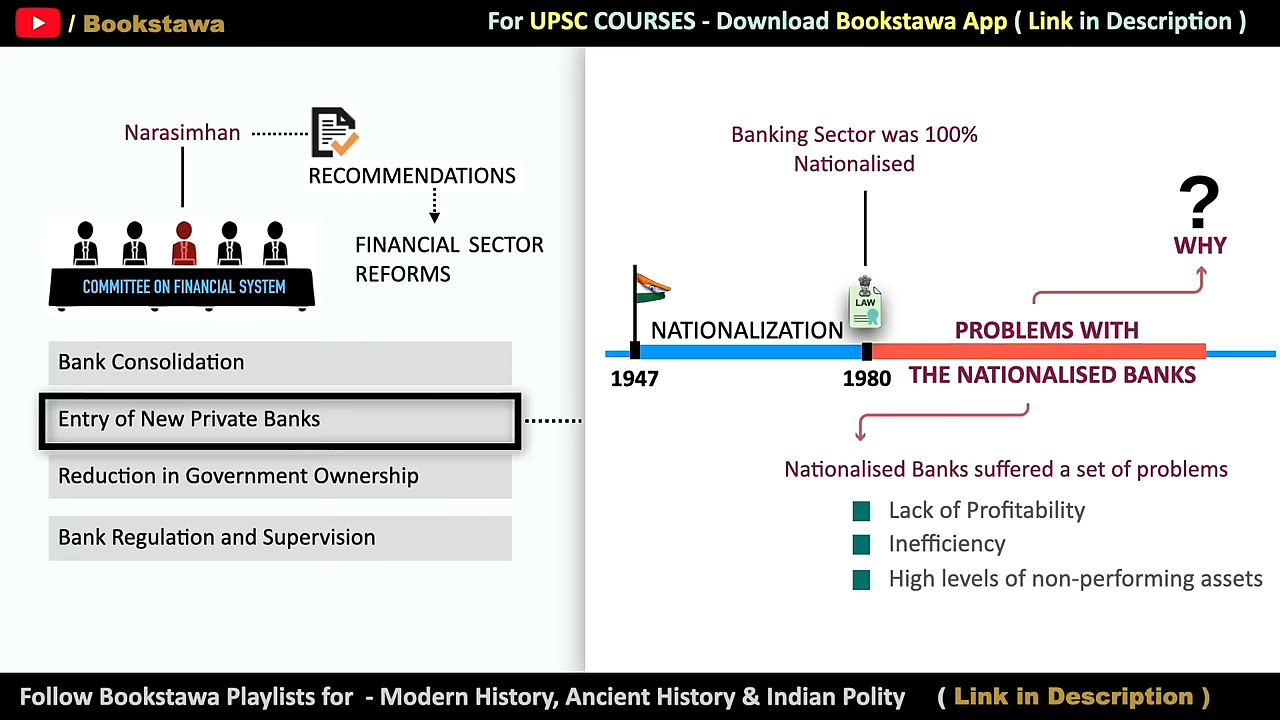 / Bookstawa
For UPSC COURSES - Download Bookstawa App ( Link in Description )
Narasimhan
RECOMMENDATIONS
FINANCIAL SECTOR
REFORMS
COMMITTEE ON FINANCIAL SYSTEM
Bank Consolidation
Entry of New Private Banks
Reduction in Government Ownership
Bank Regulation and Supervision
Banking Sector was 100%
Nationalised
?
WHY
LAW
NATIONALIZATION
PROBLEMS WITH
1947
1980
THE NATIONALISED BANKS
Nationalised Banks suffered a set of problems
Lack of Profitability
Inefficiency
High levels of non-performing assets
Follow Bookstawa Playlists for - Modern History, Ancient History & Indian Polity ( Link in Description )